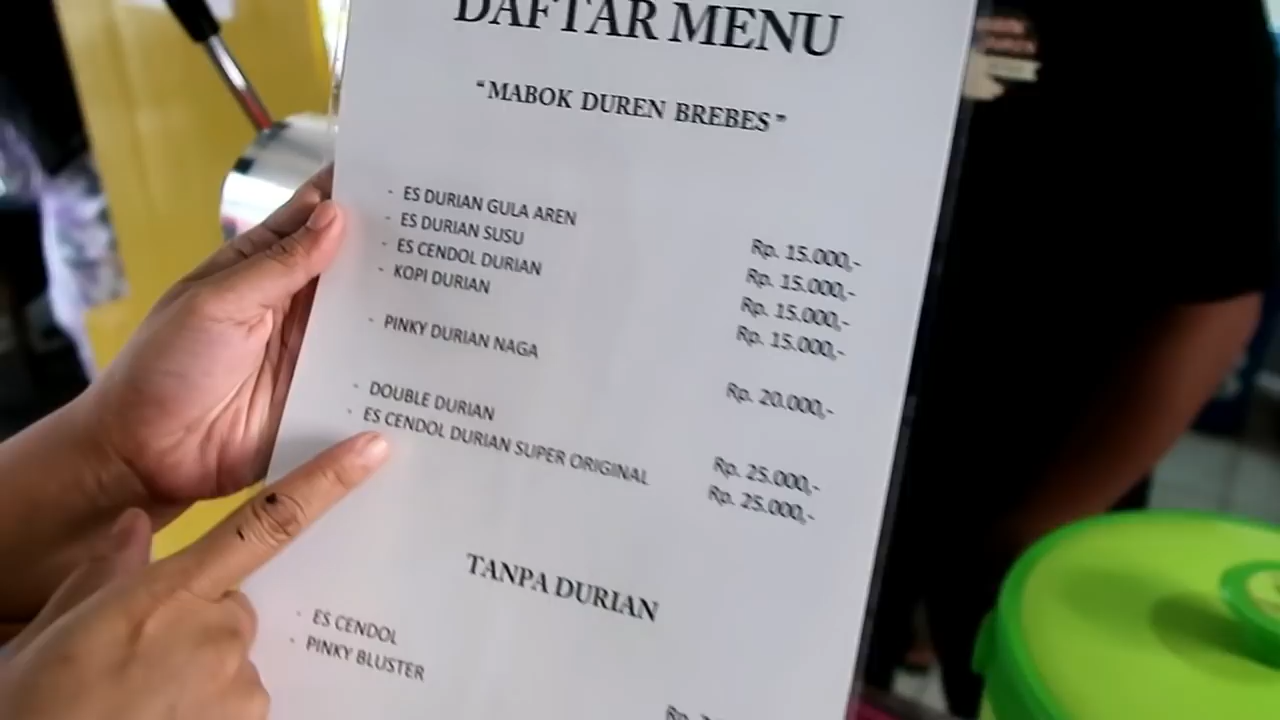 DAFTAR MENU
"MABOK DUREN BREBES"
- ES DURIAN GULA AREN Rp. 15.000,-
- ES DURIAN SUSU Rp. 15.000,-
- ES CENDOL DURIAN Rp. 15.000,-
- KOPI DURIAN Rp. 15.000,-
- PINKY DURIAN NAGA Rp. 20.000,-
- DOUBLE DURIAN Rp. 25.000,-
- ES CENDOL DURIAN SUPER ORIGINAL Rp. 25.000,-
TANPA DURIAN
- ES CENDOL
- PINKY BLUSTER
Rp.